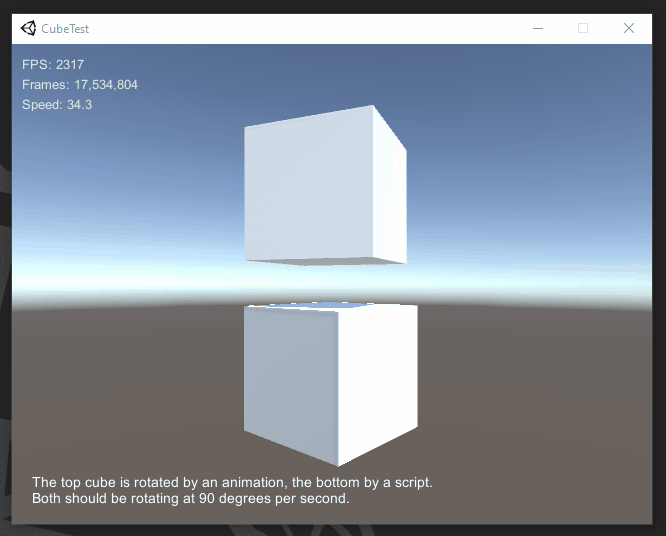 CubeTest
FPS: 2317
Frames: 17,534,804
Speed: 34.3
The top cube is rotated by an animation, the bottom by a script.
Both should be rotating at 90 degrees per second.